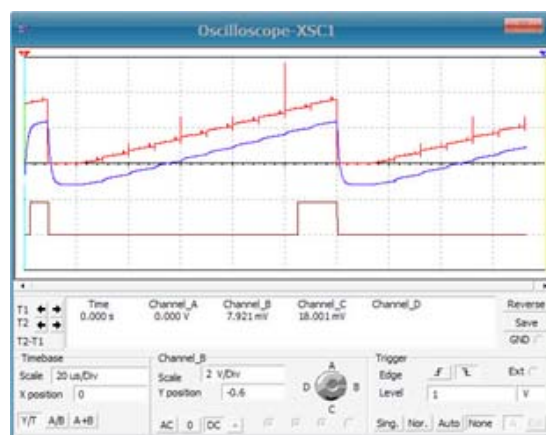 Oscilloscope-XSC1
Time Channel_A Channel_B Channel_C Channel_D
T1 0.000 s 0.000 V 7.921 mV 18.001 mV
T2
T2-T1
Reverse
Save
GND
Timebase
Scale 20 us/Div
X position 0
Y/T A/B A+B
Channel_B
Scale 2 V/Div
Y position -0.6
AC 0 DC -
A
D B
C
Trigger
Edge Ext
Level 1 V
Sing. Nor. Auto None A Ext